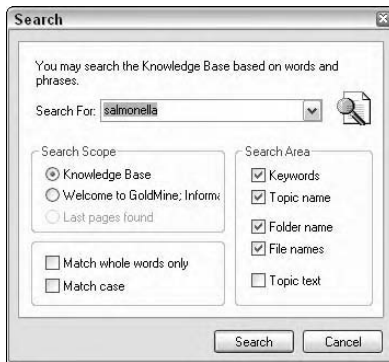 Search
You may search the Knowledge Base based on words and
phrases.
Search For: salmonella
Search Scope
Knowledge Base
Welcome to GoldMine; Informa
Last pages found
Match whole words only
Match case
Search Area
Keywords
Topic name
Folder name
File names
Topic text
Search
Cancel